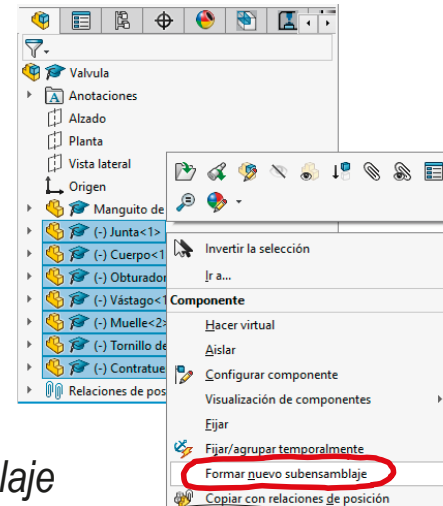 Valvula
Anotaciones
Alzado
Planta
Vista lateral
Origen
Manguito de
(-) Junta<1>
(-) Cuerpo<1
(-) Obturador
(-) Vástago<1
(-) Muelle<2>
(-) Tornillo de
(-) Contratue
Relaciones de pos
Invertir la selección
Ir a...
Componente
Hacer virtual
Aislar
Configurar componente
Visualización de componentes
Fijar
Fijar/agrupar temporalmente
Formar nuevo subensamblaje
Copiar con relaciones de posición
laje